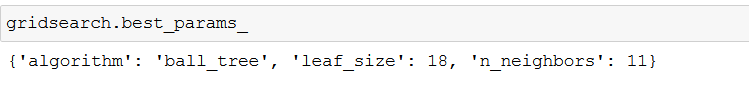 gridsearch.best_params_
{'algorithm': 'ball_tree', 'leaf_size': 18, 'n_neighbors': 11}